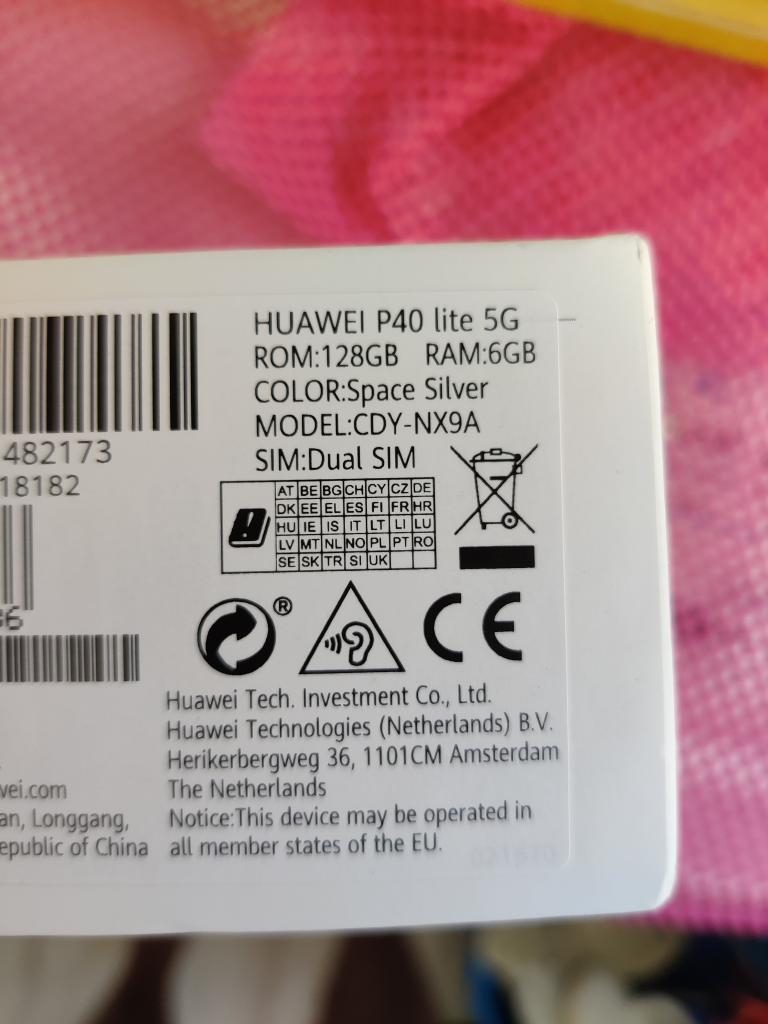 HUAWEI P40 lite 5G
ROM:128GB RAM:6GB
COLOR:Space Silver
MODEL:CDY-NX9A
SIM:Dual SIM
482173
18182
AT BE BG CH CY CZ DE
DK EE EL ES FI FR HR
HU IE IS IT LT LI LU
LV MT NL NO PL PT RO
SE SK TR SI UK
6
®
CE
Huawei Tech. Investment Co., Ltd.
Huawei Technologies (Netherlands) B.V.
Herikerbergweg 36, 1101CM Amsterdam
The Netherlands
Notice:This device may be operated in
all member states of the EU.
vei.com
an, Longgang,
epublic of China